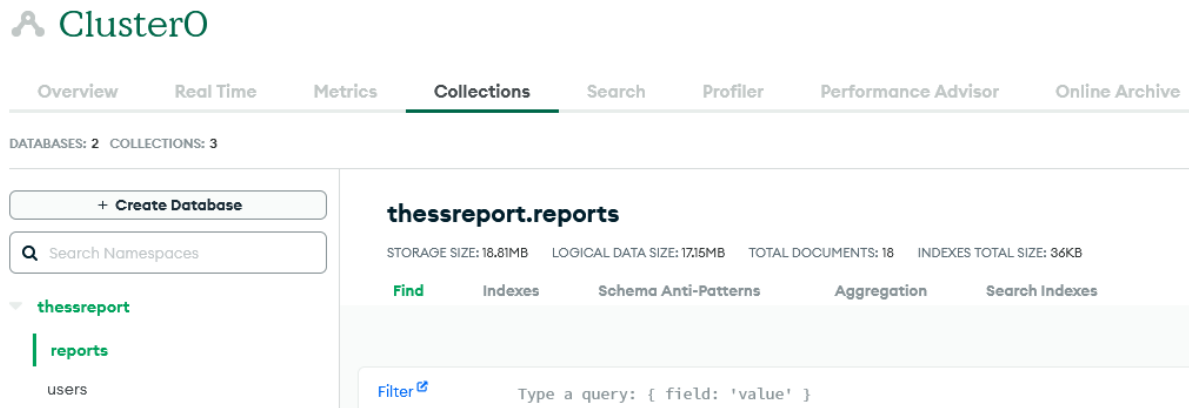 Cluster0
Overview Real Time Metrics Collections Search Profiler Performance Advisor Online Archive
DATABASES: 2 COLLECTIONS: 3
+ Create Database
Search Namespaces
thessreport
reports
users
thessreport.reports
STORAGE SIZE: 18.81MB LOGICAL DATA SIZE: 17.15MB TOTAL DOCUMENTS: 18 INDEXES TOTAL SIZE: 36KB
Find Indexes Schema Anti-Patterns Aggregation Search Indexes
Filter Type a query: { field: 'value' }